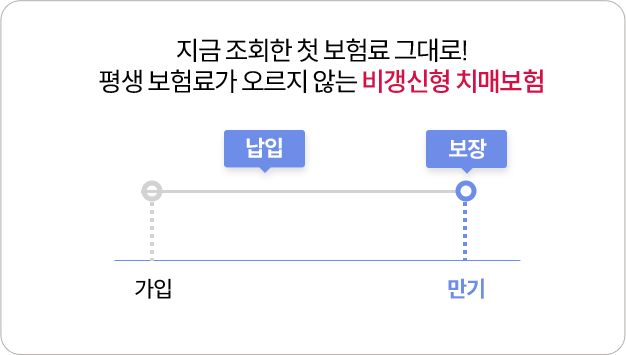 지금 조회한 첫 보험료 그대로!
평생 보험료가 오르지 않는 비갱신형 치매보험
납입
보장
가입
만기